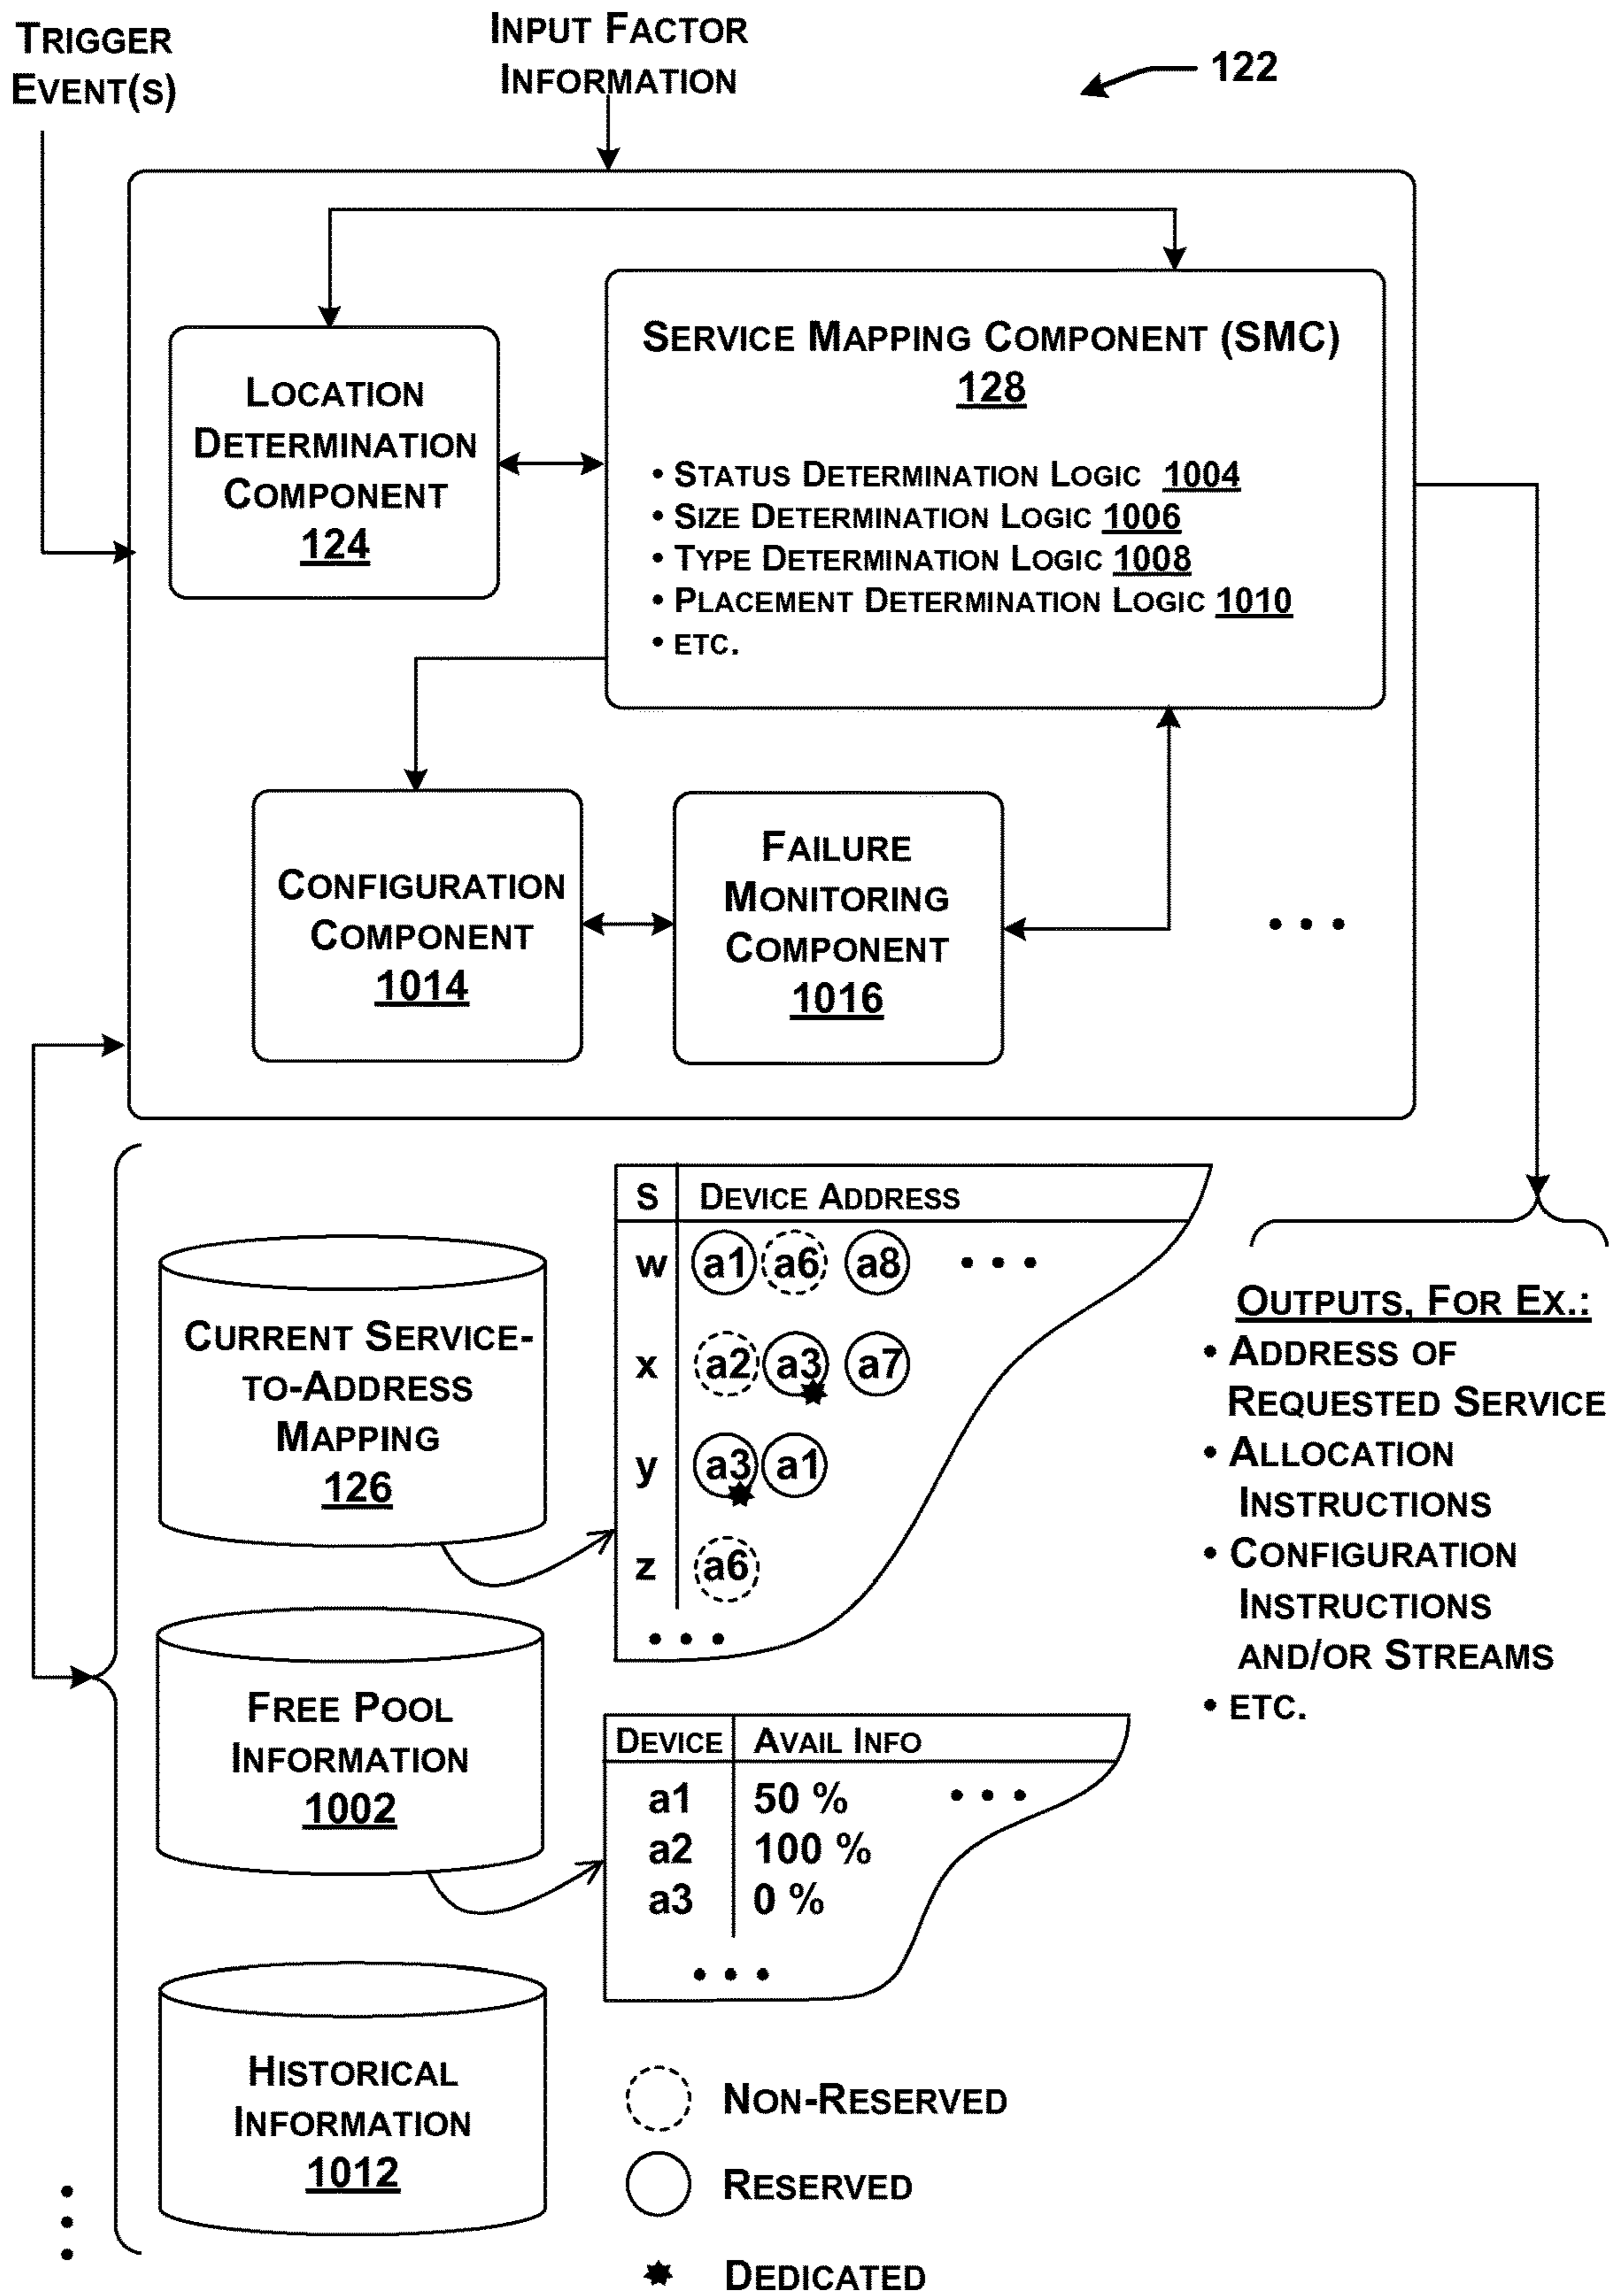 TRIGGER
EVENT(S)
INPUT FACTOR
INFORMATION
122
LOCATION
DETERMINATION
COMPONENT
124
SERVICE MAPPING COMPONENT (SMC)
128
• STATUS DETERMINATION LOGIC 1004
• SIZE DETERMINATION LOGIC 1006
• TYPE DETERMINATION LOGIC 1008
• PLACEMENT DETERMINATION LOGIC 1010
• ETC.
CONFIGURATION
COMPONENT
1014
FAILURE
MONITORING
COMPONENT
1016
• • •
CURRENT SERVICE-
TO-ADDRESS
MAPPING
126
S DEVICE ADDRESS
w a1 a6 a8 • • •
x a2 a3 a7
y a3 a1
z a6
• • •
OUTPUTS, FOR EX.:
• ADDRESS OF
REQUESTED SERVICE
• ALLOCATION
INSTRUCTIONS
• CONFIGURATION
INSTRUCTIONS
AND/OR STREAMS
• ETC.
FREE POOL
INFORMATION
1002
DEVICE AVAIL INFO
a1 50 % • • •
a2 100 %
a3 0 %
• • •
HISTORICAL
INFORMATION
1012
NON-RESERVED
RESERVED
DEDICATED